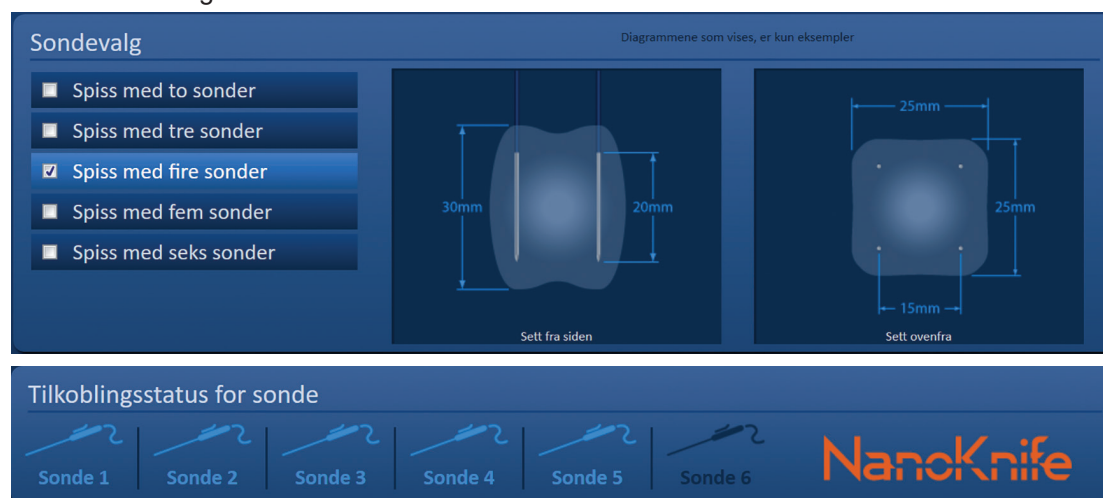 Sondevalg
Diagrammene som vises, er kun eksempler
Spiss med to sonder
Spiss med tre sonder
Spiss med fire sonder
Spiss med fem sonder
Spiss med seks sonder
30mm
20mm
Sett fra siden
25mm
25mm
15mm
Sett ovenfra
Tilkoblingsstatus for sonde
Sonde 1
Sonde 2
Sonde 3
Sonde 4
Sonde 5
Sonde 6
NanoKnife